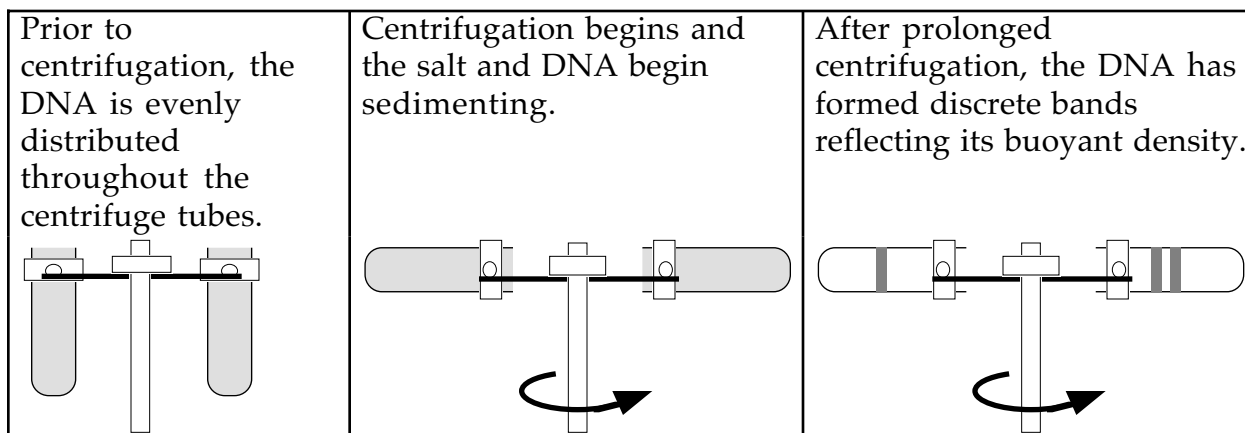 Prior to
centrifugation, the
DNA is evenly
distributed
throughout the
centrifuge tubes.
Centrifugation begins and
the salt and DNA begin
sedimenting.
After prolonged
centrifugation, the DNA has
formed discrete bands
reflecting its buoyant density.